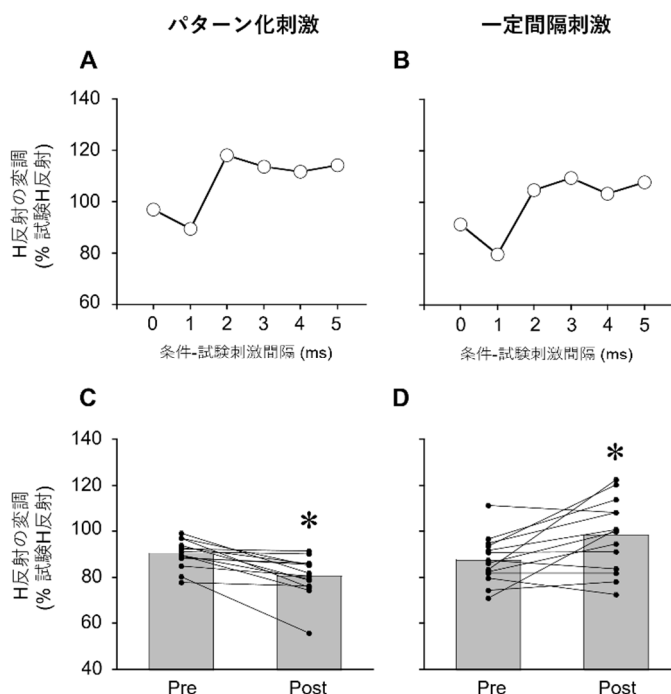 パターン化刺激
一定間隔刺激
A
B
H反射の変調
(% 試験H反射)
140
120
100
80
60
0 1 2 3 4 5
条件-試験刺激間隔 (ms)
0 1 2 3 4 5
条件-試験刺激間隔 (ms)
C
D
H反射の変調
(% 試験H反射)
140
120
100
80
60
40
*
*
Pre Post
Pre Post